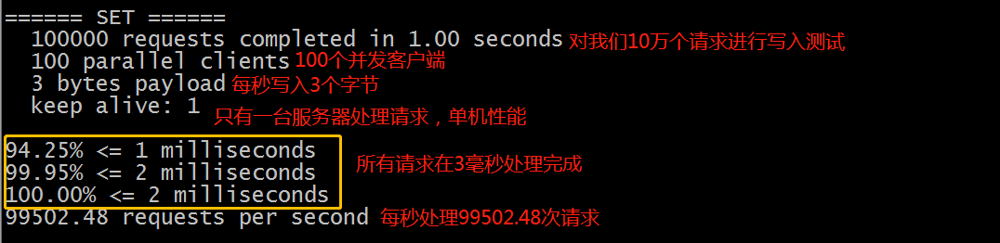 ====== SET ======
100000 requests completed in 1.00 seconds 对我们10万个请求进行写入测试
100 parallel clients 100个并发客户端
3 bytes payload 每秒写入3个字节
keep alive: 1 只有一台服务器处理请求，单机性能
94.25% <= 1 milliseconds
99.95% <= 2 milliseconds 所有请求在3毫秒处理完成
100.00% <= 2 milliseconds
99502.48 requests per second 每秒处理99502.48次请求